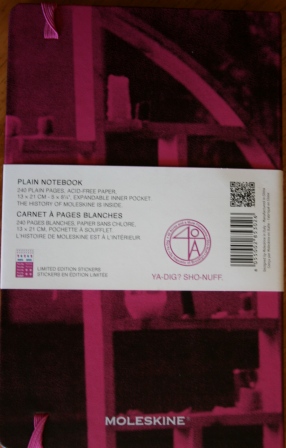 PLAIN NOTEBOOK
240 PLAIN PAGES, ACID-FREE PAPER,
13 × 21 CM - 5 × 8¼", EXPANDABLE INNER POCKET.
THE HISTORY OF MOLESKINE IS INSIDE.
CARNET À PAGES BLANCHES
240 PAGES BLANCHES, PAPIER SANS CHLORE,
13 × 21 CM, POCHETTE À SOUFFLET.
L'HISTOIRE DE MOLESKINE EST À L'INTÉRIEUR.
LIMITED EDITION STICKERS
STICKERS EN ÉDITION LIMITÉE
YA-DIG? SHO-NUFF.
MOLESKINE